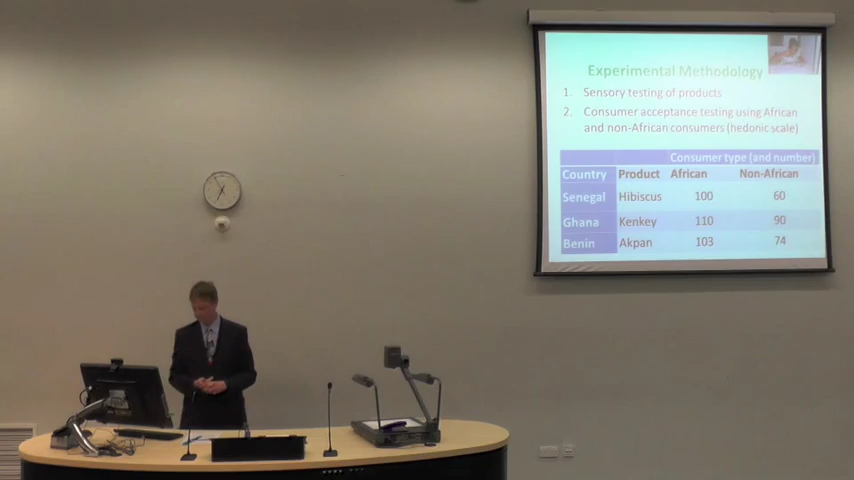 Experimental Methodology
1. Sensory testing of products
2. Consumer acceptance testing using African
and non-African consumers (hedonic scale)
Consumer type (and number)
Country Product African Non-African
Senegal Hibiscus 100 60
Ghana Kenkey 110 90
Benin Akpan 103 74